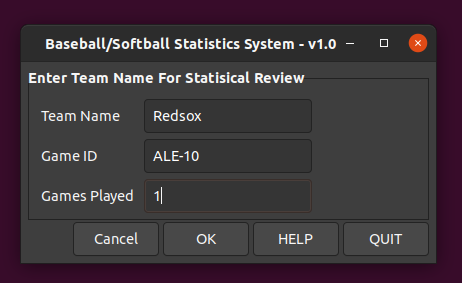 Baseball/Softball Statistics System - v1.0
Enter Team Name For Statisical Review
Team Name Redsox
Game ID ALE-10
Games Played 1
Cancel OK HELP QUIT